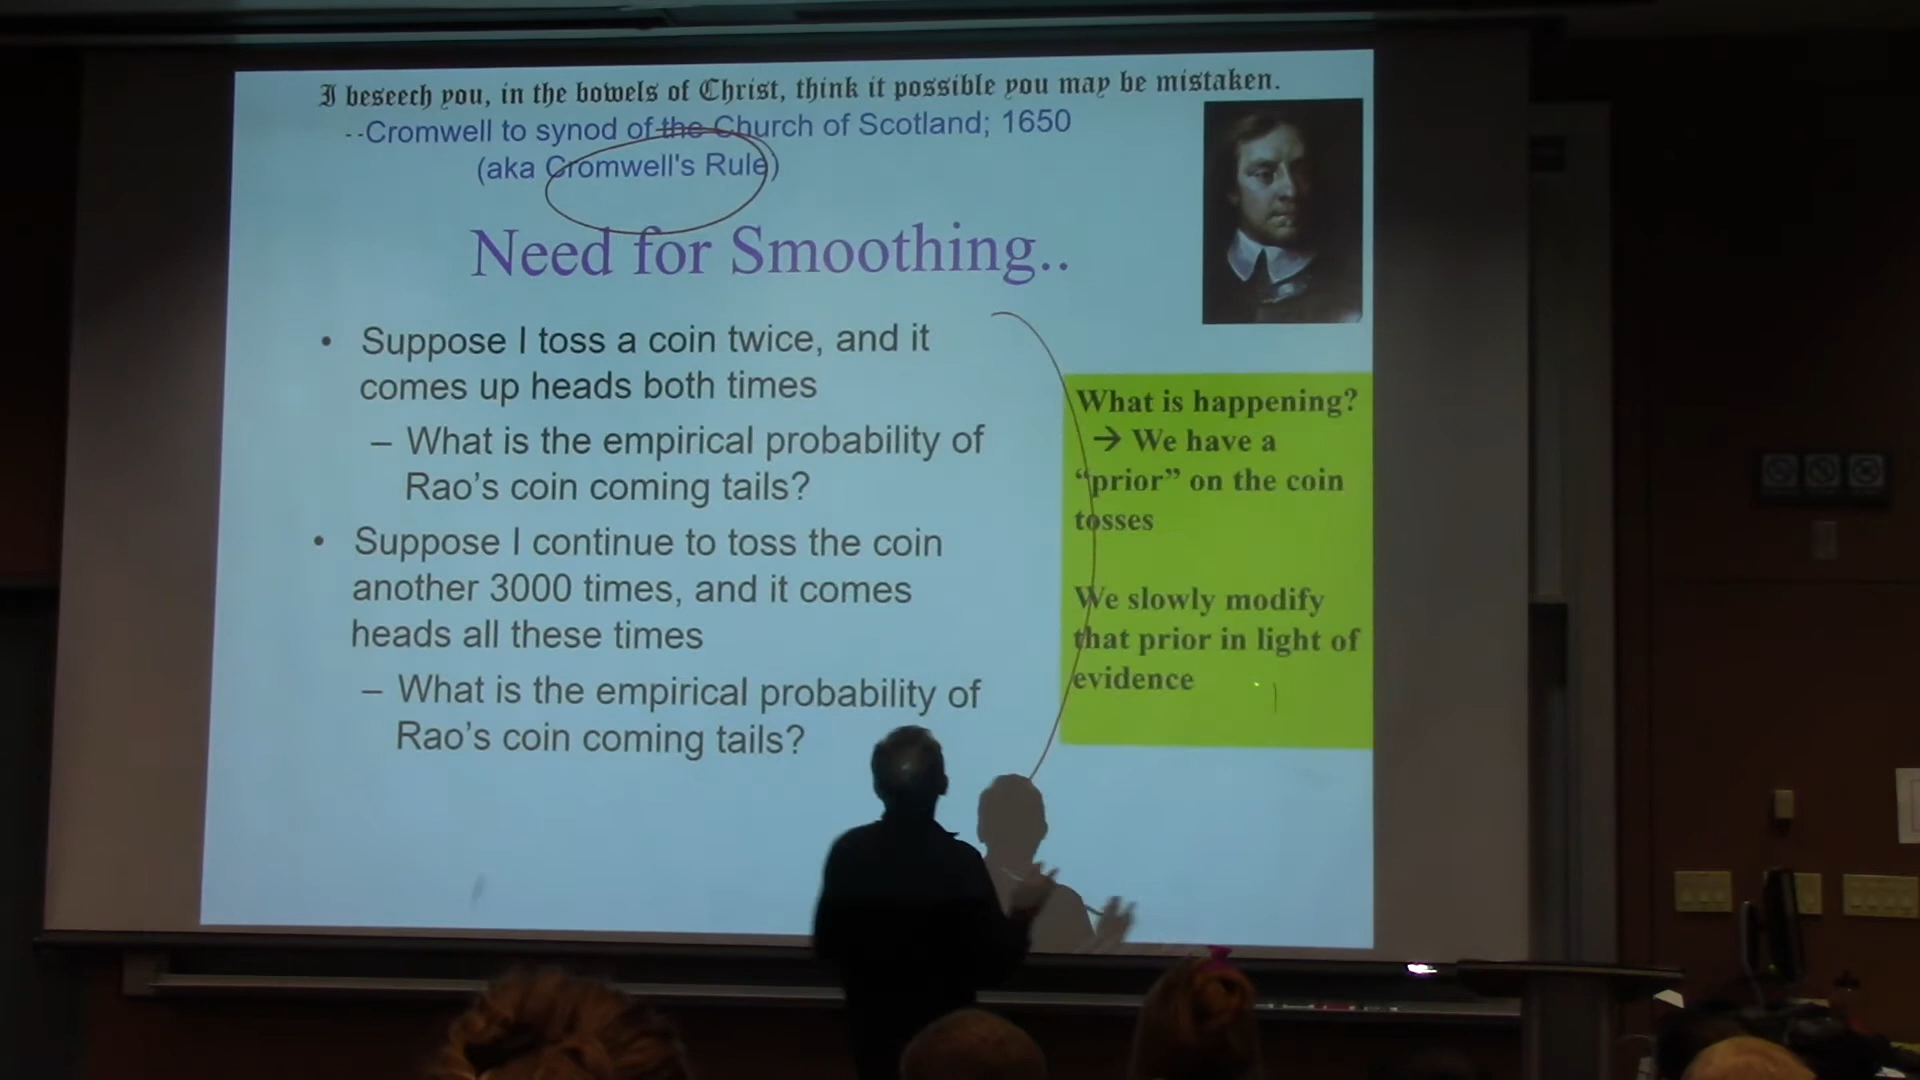 I beseech you, in the bowels of Christ, think it possible you may be mistaken.
--Cromwell to synod of the Church of Scotland; 1650
(aka Cromwell's Rule)
Need for Smoothing..
• Suppose I toss a coin twice, and it
comes up heads both times
– What is the empirical probability of
Rao's coin coming tails?
• Suppose I continue to toss the coin
another 3000 times, and it comes
heads all these times
– What is the empirical probability of
Rao's coin coming tails?
What is happening?
→ We have a
“prior” on the coin
tosses
We slowly modify
that prior in light of
evidence